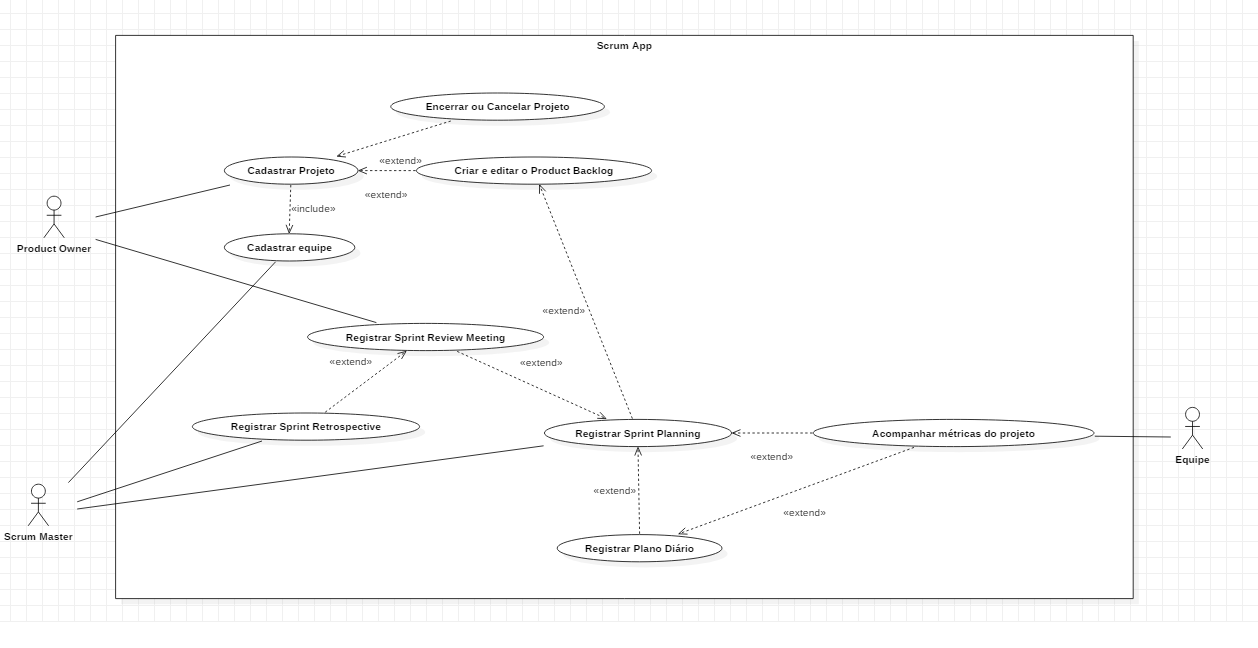 Scrum App
Encerrar ou Cancelar Projeto
«extend»
Cadastrar Projeto
Criar e editar o Product Backlog
«extend»
«include»
Product Owner
Cadastrar equipe
«extend»
Registrar Sprint Review Meeting
«extend»
«extend»
Registrar Sprint Retrospective
Registrar Sprint Planning
Acompanhar métricas do projeto
«extend»
Equipe
«extend»
«extend»
Scrum Master
Registrar Plano Diário